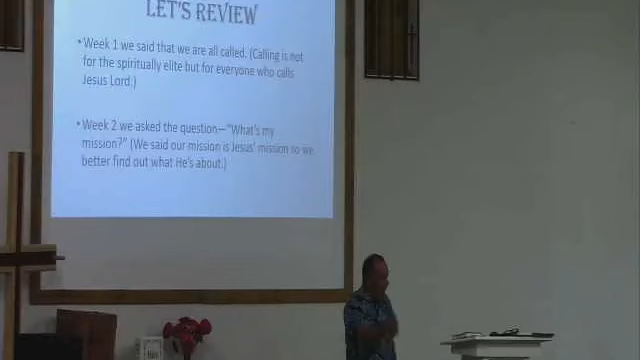 LET'S REVIEW
• Week 1 we said that we are all called. (Calling is not
for the spiritually elite but for everyone who calls
Jesus Lord.)
• Week 2 we asked the question—"What's my
mission?" (We said our mission is Jesus' mission so we
better find out what He's about.)